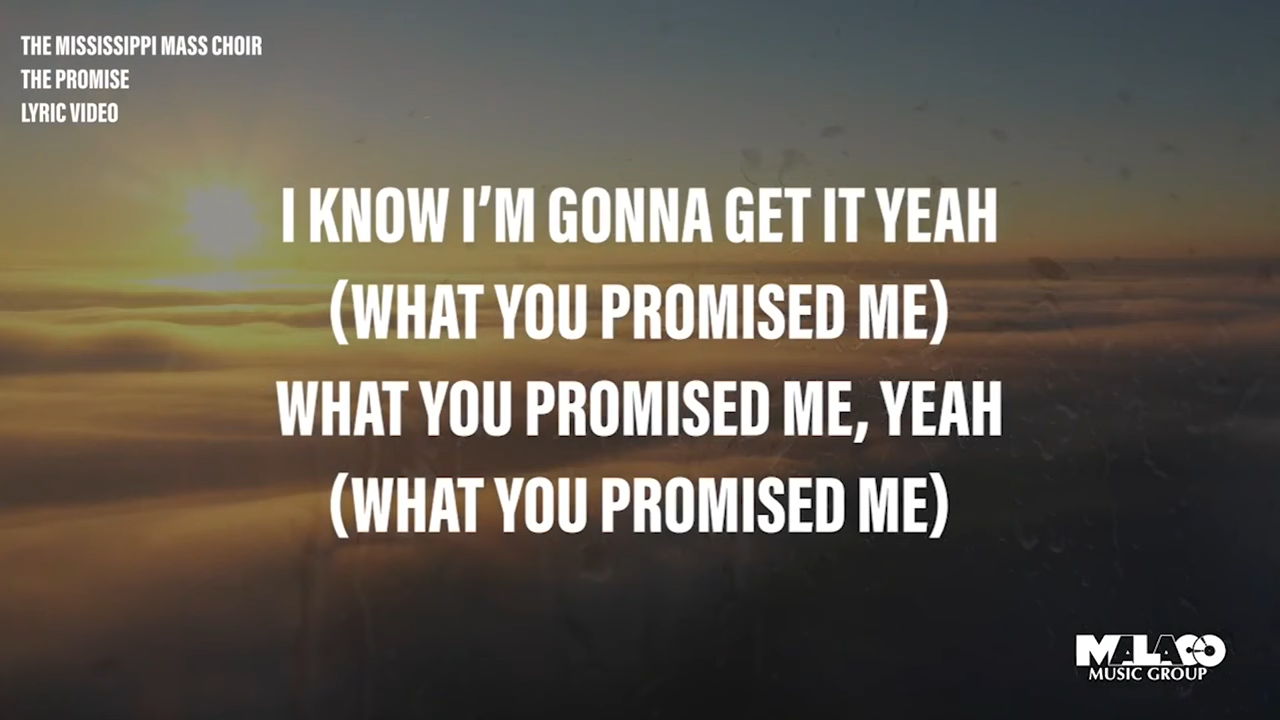 THE MISSISSIPPI MASS CHOIR
THE PROMISE
LYRIC VIDEO
I KNOW I'M GONNA GET IT YEAH
(WHAT YOU PROMISED ME)
WHAT YOU PROMISED ME, YEAH
(WHAT YOU PROMISED ME)
MALACO
MUSIC GROUP